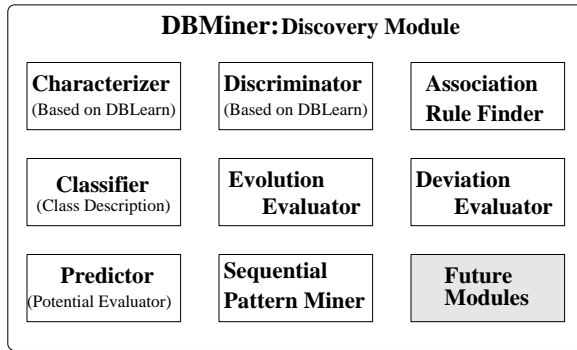 DBMiner: Discovery Module
Characterizer
(Based on DBLearn)
Discriminator
(Based on DBLearn)
Association
Rule Finder
Classifier
(Class Description)
Evolution
Evaluator
Deviation
Evaluator
Predictor
(Potential Evaluator)
Sequential
Pattern Miner
Future
Modules